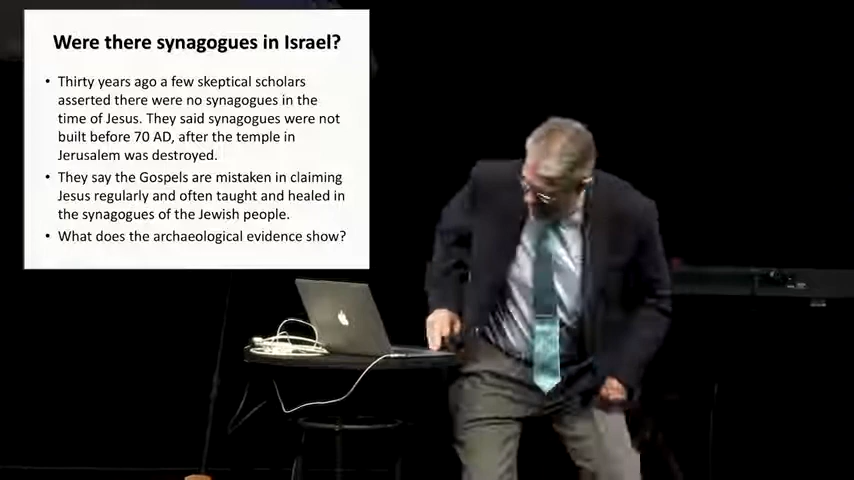 Were there synagogues in Israel?
• Thirty years ago a few skeptical scholars
asserted there were no synagogues in the
time of Jesus. They said synagogues were not
built before 70 AD, after the temple in
Jerusalem was destroyed.
• They say the Gospels are mistaken in claiming
Jesus regularly and often taught and healed in
the synagogues of the Jewish people.
• What does the archaeological evidence show?